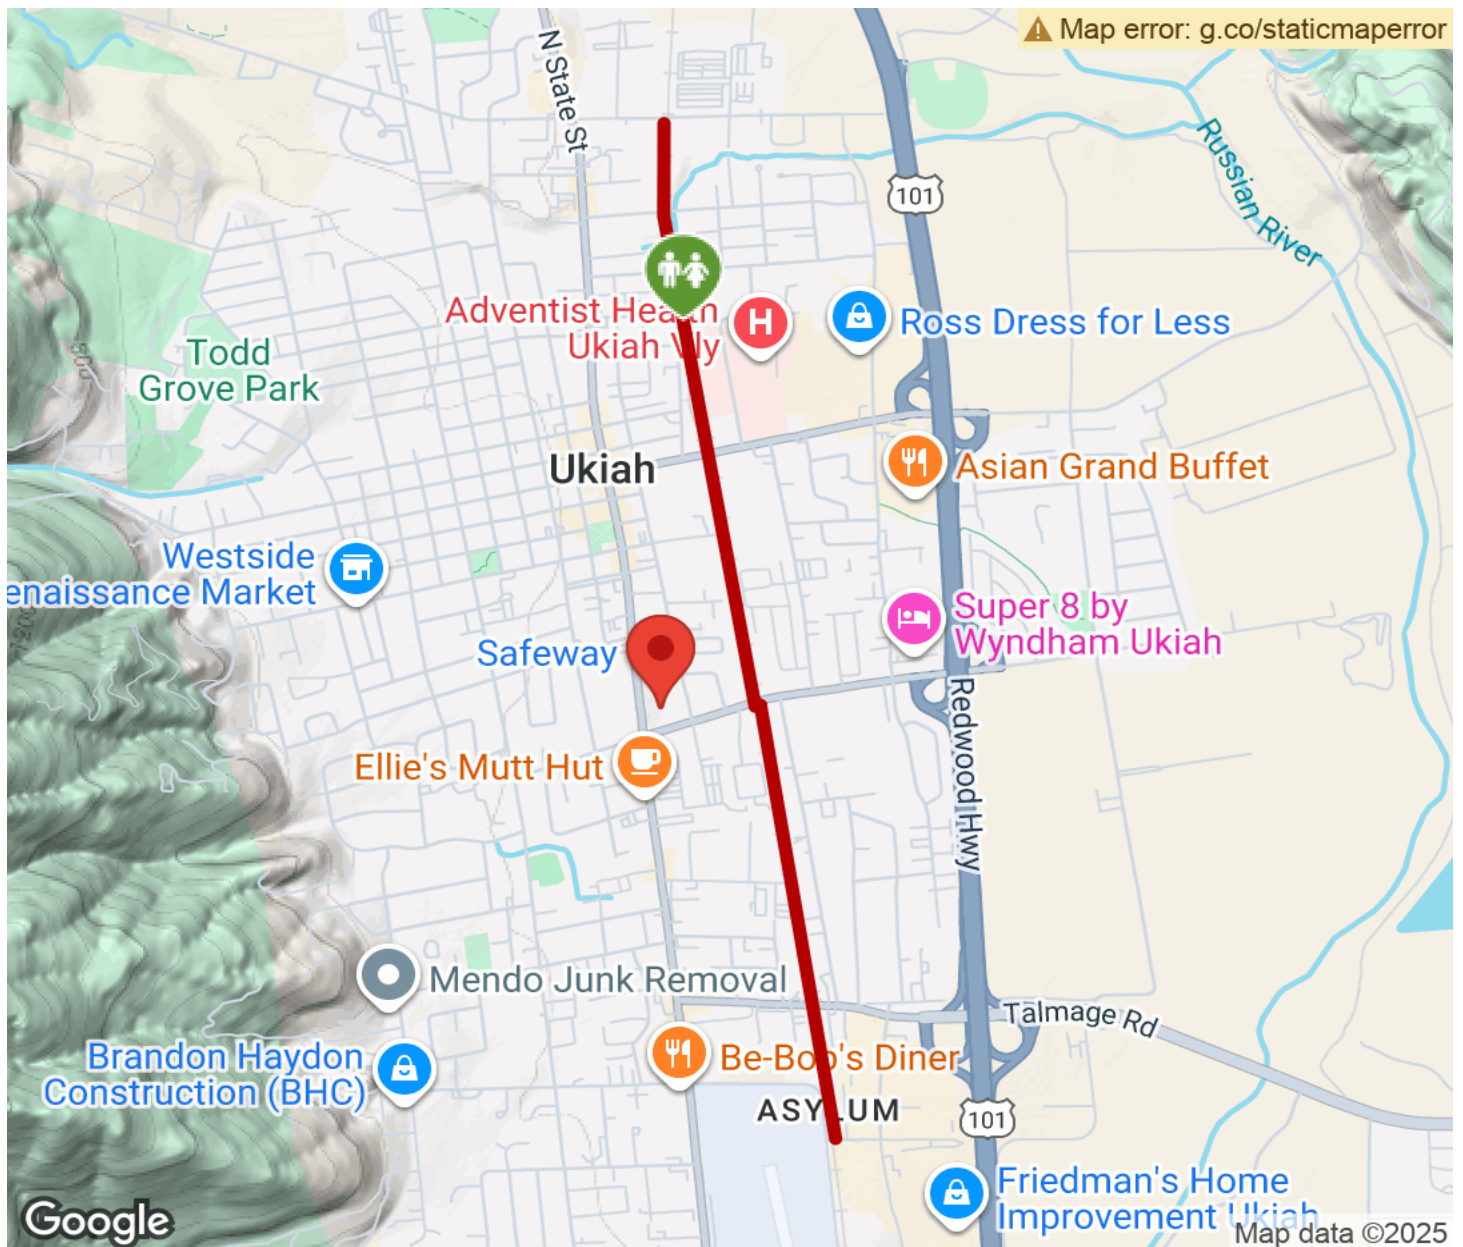 Map error: g.co/staticmaperror
N State St
Russian River
101
Adventist Health
Ukiah Vly
Ross Dress for Less
Todd
Grove Park
Ukiah
Asian Grand Buffet
Westside
enaissance Market
Super 8 by
Wyndham Ukiah
Safeway
Redwood Hwy
Ellie's Mutt Hut
Mendo Junk Removal
Talmage Rd
Brandon Haydon
Construction (BHC)
Be-Bop's Diner
ASYLUM
101
Friedman's Home
Improvement Ukiah
Google
Map data ©2025